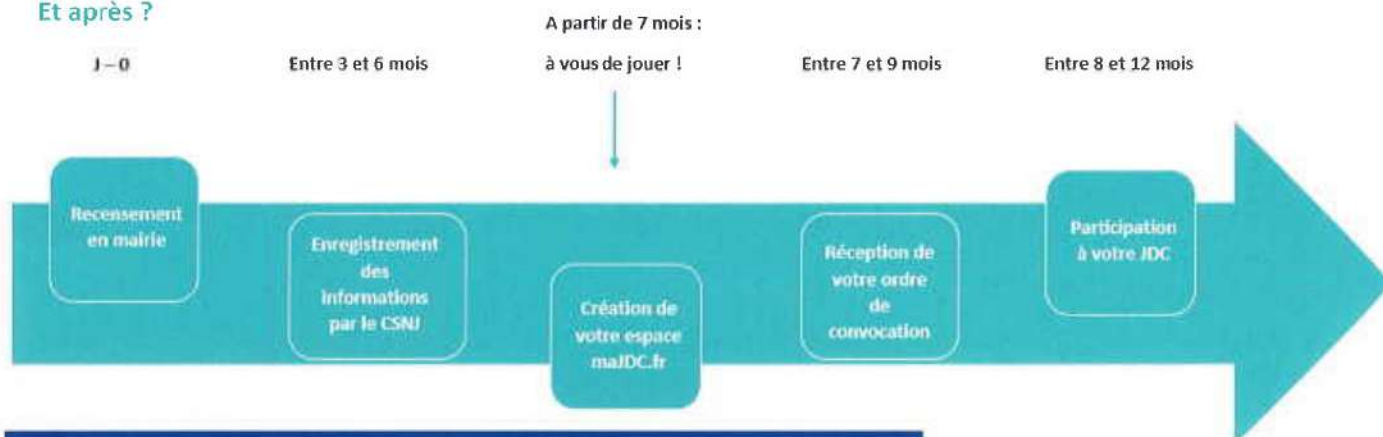 Et après ?
J – 0
Entre 3 et 6 mois
A partir de 7 mois :
à vous de jouer !
Entre 7 et 9 mois
Entre 8 et 12 mois
Recensement
en mairie
Enregistrement
des
informations
par le CSNJ
Création de
votre espace
maJDC.fr
Réception de
votre ordre
de
convocation
Participation
à votre JDC